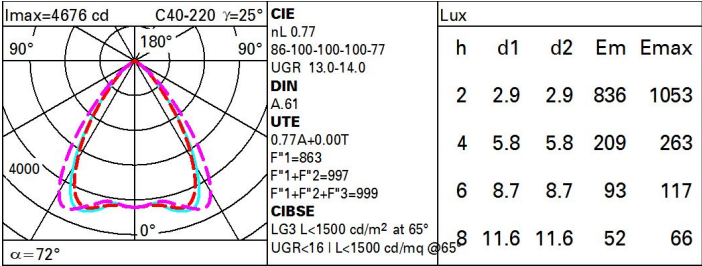 Imax=4676 cd C40-220 γ=25°
90° 180° 90°
4000
0°
α=72°
CIE
nL 0.77
86-100-100-100-77
UGR 13.0-14.0
DIN
A.61
UTE
0.77A+0.00T
F"1=863
F"1+F"2=997
F"1+F"2+F"3=999
CIBSE
LG3 L<1500 cd/m² at 65°
UGR<16 | L<1500 cd/mq @65°
Lux
h d1 d2 Em Emax
2 2.9 2.9 836 1053
4 5.8 5.8 209 263
6 8.7 8.7 93 117
8 11.6 11.6 52 66